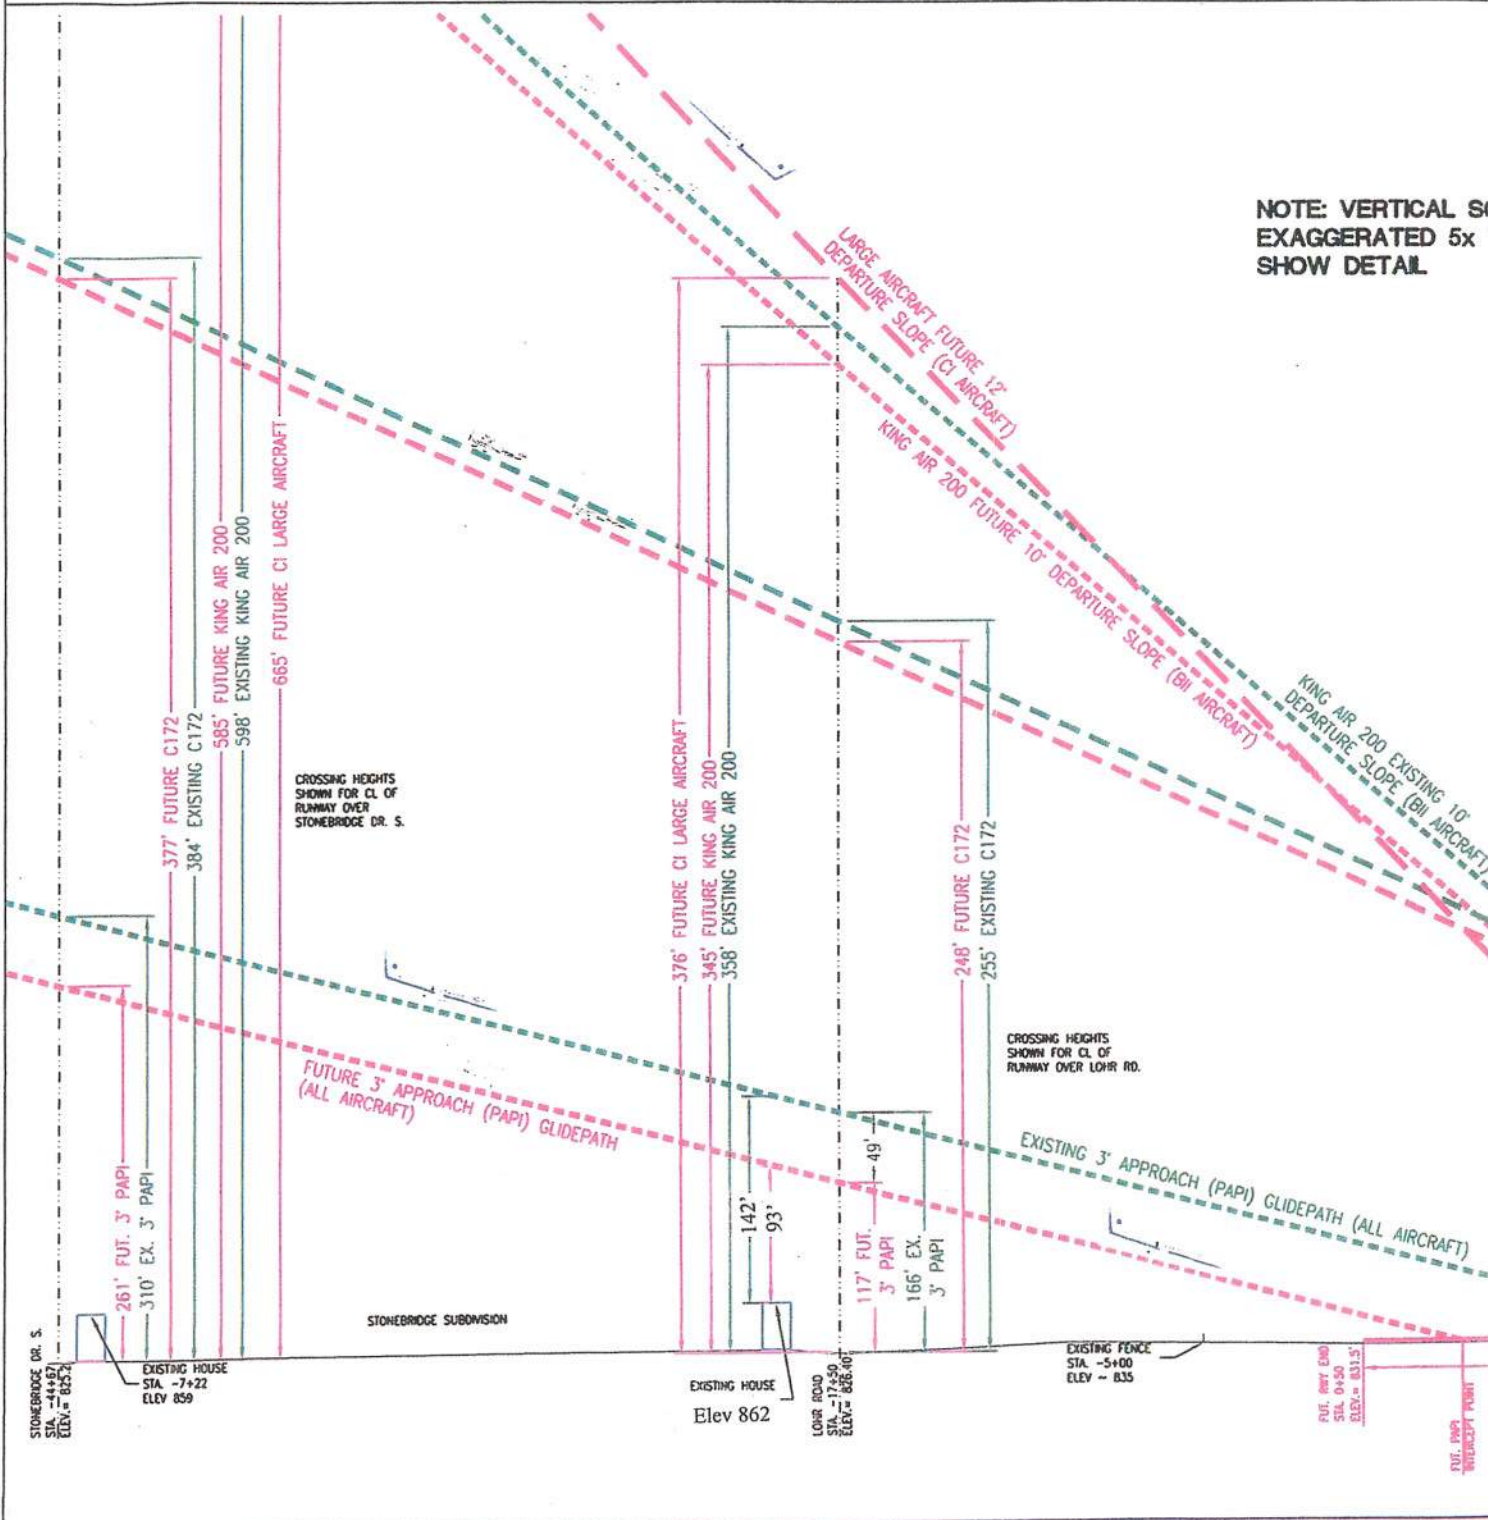 NOTE: VERTICAL
EXAGGERATED 5x
SHOW DETAIL
LARGE AIRCRAFT FUTURE 12°
DEPARTURE SLOPE (CI AIRCRAFT)
KING AIR 200 FUTURE 10° DEPARTURE SLOPE (BII AIRCRAFT)
KING AIR 200 EXISTING 10°
DEPARTURE SLOPE (BII AIRCRAFT)
377' FUTURE C172
384' EXISTING C172
585' FUTURE KING AIR 200
598' EXISTING KING AIR 200
665' FUTURE CI LARGE AIRCRAFT
CROSSING HEIGHTS
SHOWN FOR CL OF
RUNWAY OVER
STONEBRIDGE DR. S.
376' FUTURE CI LARGE AIRCRAFT
345' FUTURE KING AIR 200
358' EXISTING KING AIR 200
248' FUTURE C172
255' EXISTING C172
CROSSING HEIGHTS
SHOWN FOR CL OF
RUNWAY OVER LOHR RD.
FUTURE 3° APPROACH (PAPI) GLIDEPATH
(ALL AIRCRAFT)
EXISTING 3° APPROACH (PAPI) GLIDEPATH (ALL AIRCRAFT)
261' FUT. 3° PAPI
310' EX. 3° PAPI
142'
93'
49'
117' FUT.
3° PAPI
166' EX.
3° PAPI
STONEBRIDGE SUBDIVISION
STONEBRIDGE DR. S.
STA. -44+67
ELEV.= 825.2
EXISTING HOUSE
STA. -7+22
ELEV 859
EXISTING HOUSE
Elev 862
LOHR ROAD
STA. -17+50
ELEV.= 826.40
EXISTING FENCE
STA. -5+00
ELEV ~ 835
FUT. RWY END
STA. 0+50
ELEV.= 831.5'
FUT. PAPI
INTERCEPT POINT